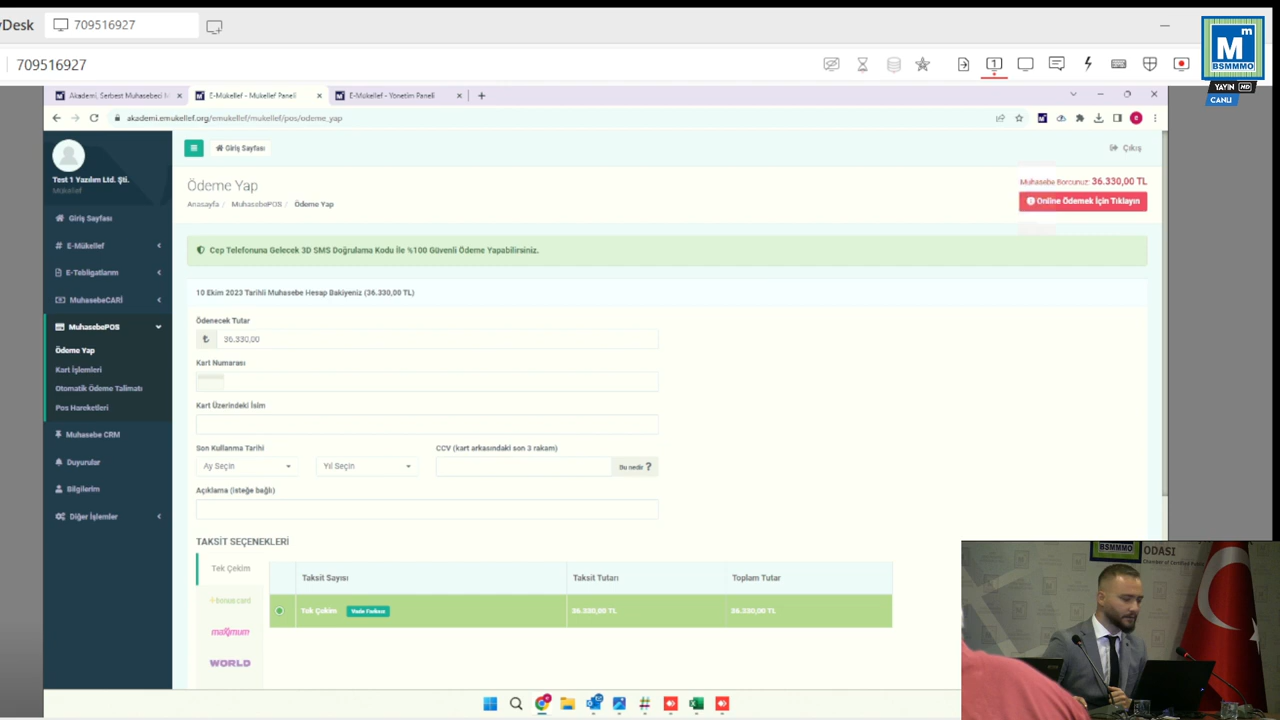 Desk
709516927
709516927
M m
BSMMMO
YAYIN HD
CANLI
Akademi, Serbest Muhasebeci M
E-Mükellef - Mükellef Paneli
E-Mükellef - Yönetim Paneli
akademi.emukellef.org/emukellef/mukellef/pos/odeme_yap
Test 1 Yazılım Ltd. Şti.
Mükellef
Giriş Sayfası
E-Mükellef
E-Tebligatlarım
MuhasebeCARİ
MuhasebePOS
Ödeme Yap
Kart İşlemleri
Otomatik Ödeme Talimatı
Pos Hareketleri
Muhasebe CRM
Duyurular
Bilgilerim
Diğer İşlemler
Giriş Sayfası
Çıkış
Ödeme Yap
Anasayfa / MuhasebePOS / Ödeme Yap
Muhasebe Borcunuz: 36.330,00 TL
Online Ödemek İçin Tıklayın
Cep Telefonuna Gelecek 3D SMS Doğrulama Kodu İle %100 Güvenli Ödeme Yapabilirsiniz.
10 Ekim 2023 Tarihli Muhasebe Hesap Bakiyeniz (36.330,00 TL)
Ödenecek Tutar
₺ 36.330,00
Kart Numarası
Kart Üzerindeki İsim
Son Kullanma Tarihi
CCV (kart arkasındaki son 3 rakam)
Ay Seçin
Yıl Seçin
Bu nedir ?
Açıklama (isteğe bağlı)
TAKSİT SEÇENEKLERİ
Tek Çekim
bonus card
maximum
WORLD
Taksit Sayısı Taksit Tutarı Toplam Tutar
Tek Çekim Vade Farksız 36.330,00 TL 36.330,00 TL
BSMMMO
ODASI